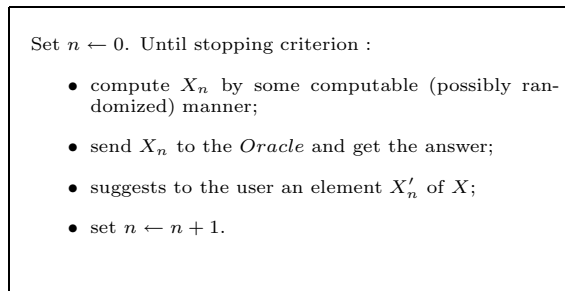 Set n ← 0. Until stopping criterion :
• compute X_n by some computable (possibly ran-
domized) manner;
• send X_n to the Oracle and get the answer;
• suggests to the user an element X'_n of X;
• set n ← n + 1.